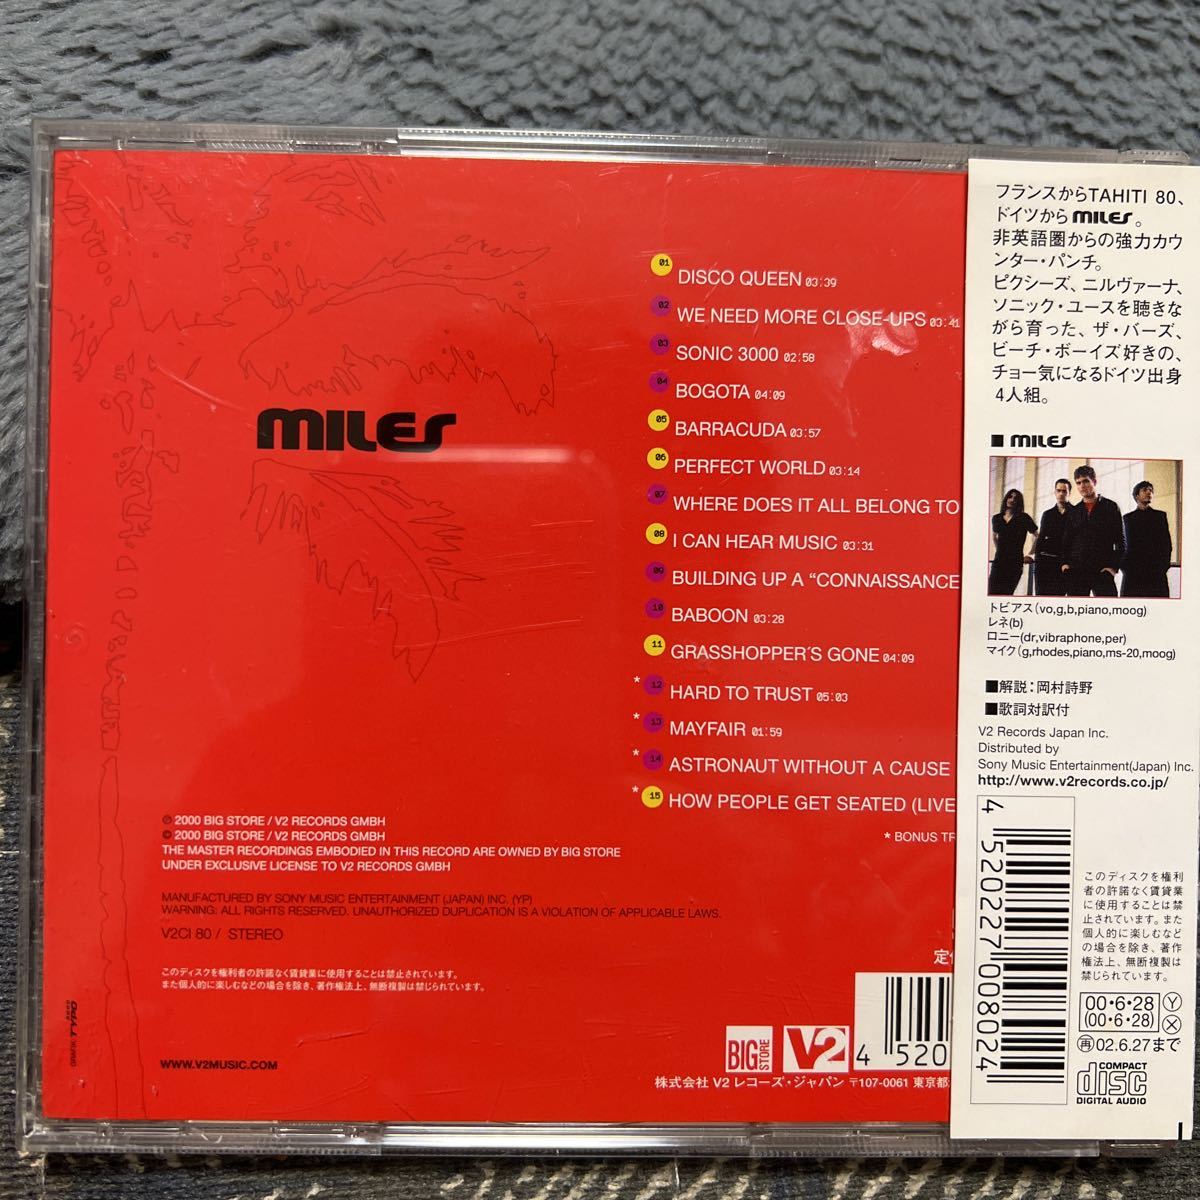 miles
01 DISCO QUEEN 03:39
02 WE NEED MORE CLOSE-UPS 03:41
03 SONIC 3000 02:58
04 BOGOTA 04:09
05 BARRACUDA 03:57
06 PERFECT WORLD 03:14
07 WHERE DOES IT ALL BELONG TO
08 I CAN HEAR MUSIC 03:31
09 BUILDING UP A “CONNAISSANCE
10 BABOON 03:28
11 GRASSHOPPER´S GONE 04:09
* 12 HARD TO TRUST 05:03
* 13 MAYFAIR 01:59
* 14 ASTRONAUT WITHOUT A CAUSE
* 15 HOW PEOPLE GET SEATED (LIVE
* BONUS TR
℗ 2000 BIG STORE / V2 RECORDS GMBH
© 2000 BIG STORE / V2 RECORDS GMBH
THE MASTER RECORDINGS EMBODIED IN THIS RECORD ARE OWNED BY BIG STORE
UNDER EXCLUSIVE LICENSE TO V2 RECORDS GMBH
MANUFACTURED BY SONY MUSIC ENTERTAINMENT (JAPAN) INC. (YP)
WARNING: ALL RIGHTS RESERVED. UNAUTHORIZED DUPLICATION IS A VIOLATION OF APPLICABLE LAWS.
V2CI 80 / STEREO
このディスクを権利者の許諾なく賃貸業に使用することは禁止されています。
また個人的に楽しむなどの場合を除き、著作権法上、無断複製は禁じられています。
WWW.V2MUSIC.COM
BIG STORE
V2
定価
4 520
株式会社 V2 レコーズ・ジャパン 〒107-0061 東京都
フランスからTAHITI 80、
ドイツからmiles。
非英語圏からの強力カウ
ンター・パンチ。
ピクシーズ、ニルヴァーナ、
ソニック・ユースを聴きな
がら育った、ザ・バーズ、
ビーチ・ボーイズ好きの、
チョー気になるドイツ出身
4人組。
■ miles
トビアス(vo,g,b,piano,moog)
レネ(b)
ロニー(dr,vibraphone,per)
マイク(g,rhodes,piano,ms-20,moog)
■解説：岡村詩野
■歌詞対訳付
V2 Records Japan Inc.
Distributed by
Sony Music Entertainment(Japan) Inc.
http://www.v2records.co.jp/
4 520227 008024
このディスクを権利
者の許諾なく賃貸業
に使用することは禁
止されています。また
個人的に楽しむなど
の場合を除き、著作
権法上、無断複製は
禁じられています。
00・6・28 Y
(00・6・28) X
再 02.6.27まで
COMPACT
disc
DIGITAL AUDIO